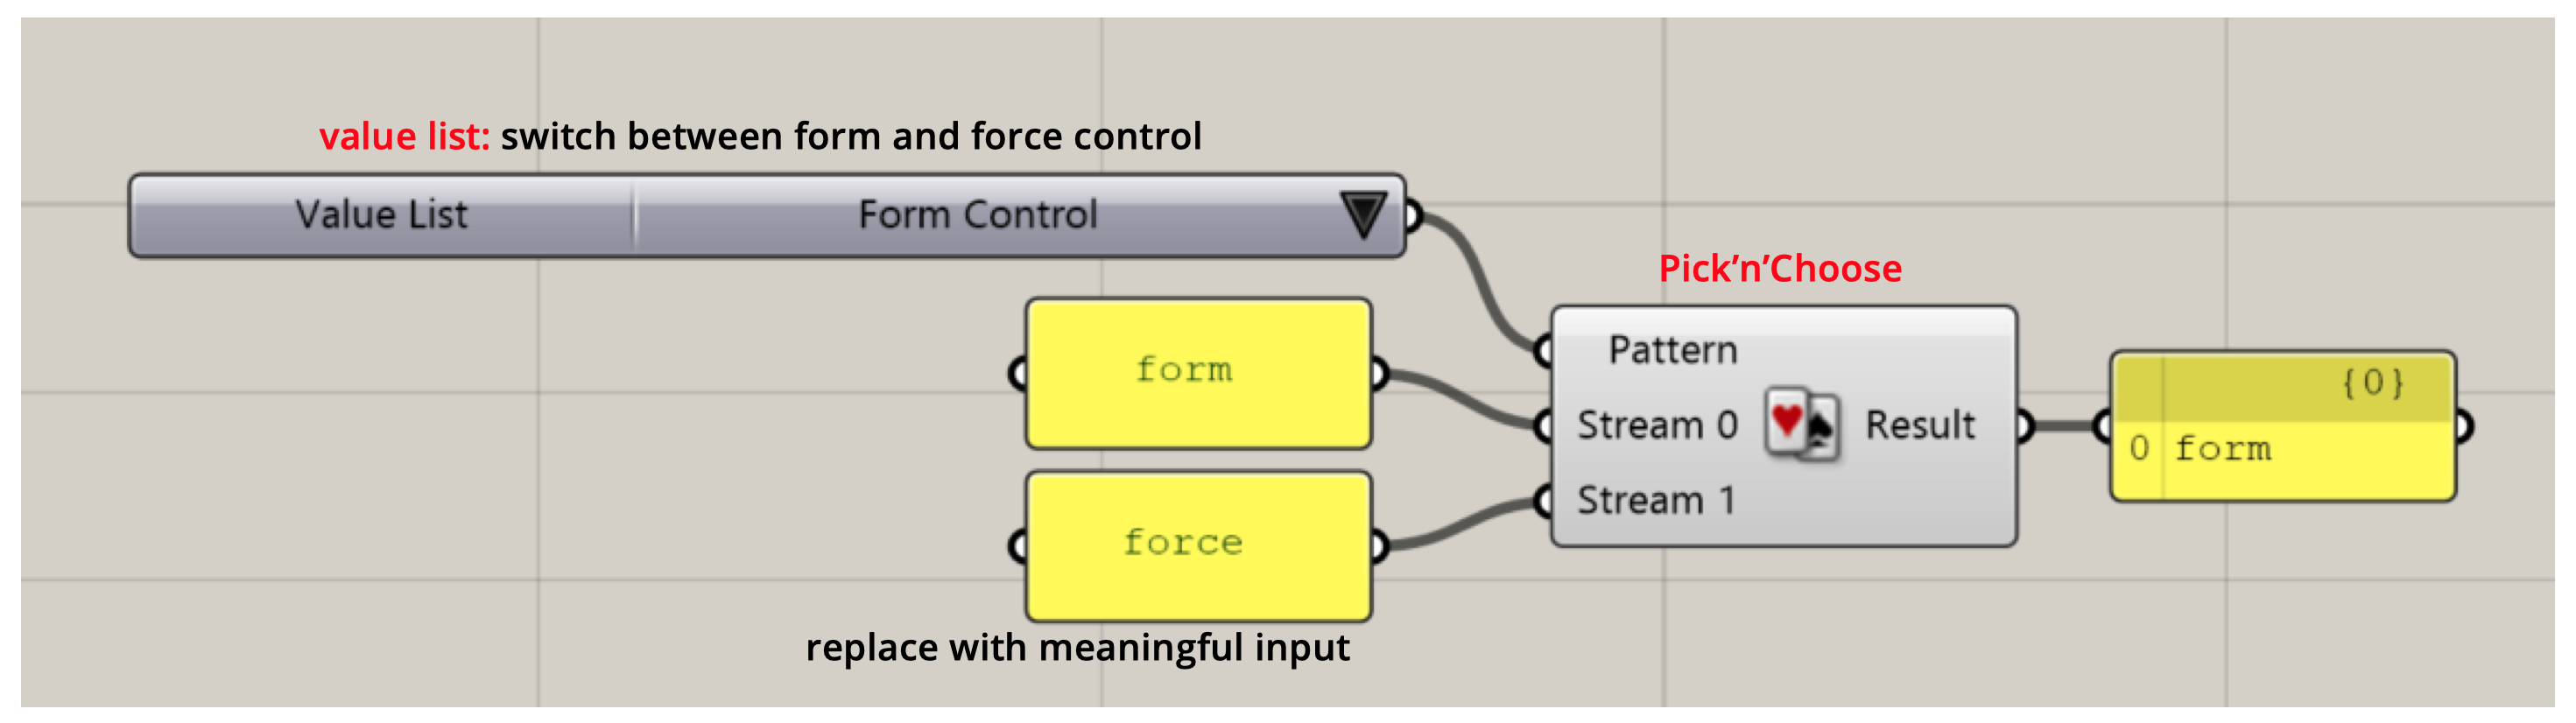 value list: switch between form and force control
Value List Form Control
Pick’n’Choose
form
force
Pattern
Stream 0 Result
Stream 1
{0}
0 form
replace with meaningful input